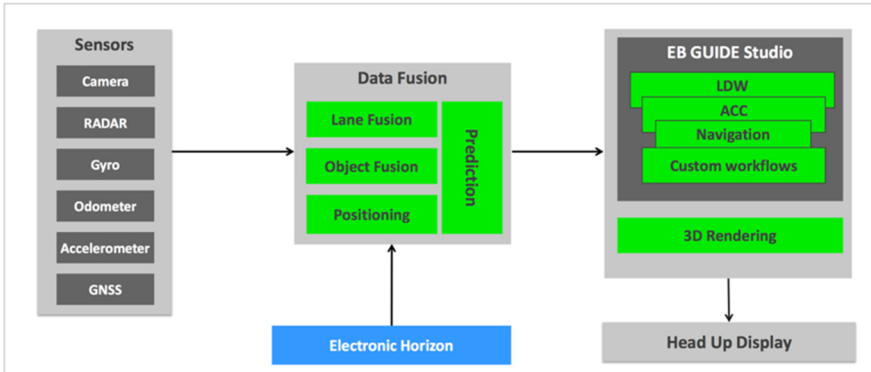 Sensors
Camera
RADAR
Gyro
Odometer
Accelerometer
GNSS
Data Fusion
Lane Fusion
Object Fusion
Positioning
Prediction
Electronic Horizon
EB GUIDE Studio
LDW
ACC
Navigation
Custom workflows
3D Rendering
Head Up Display